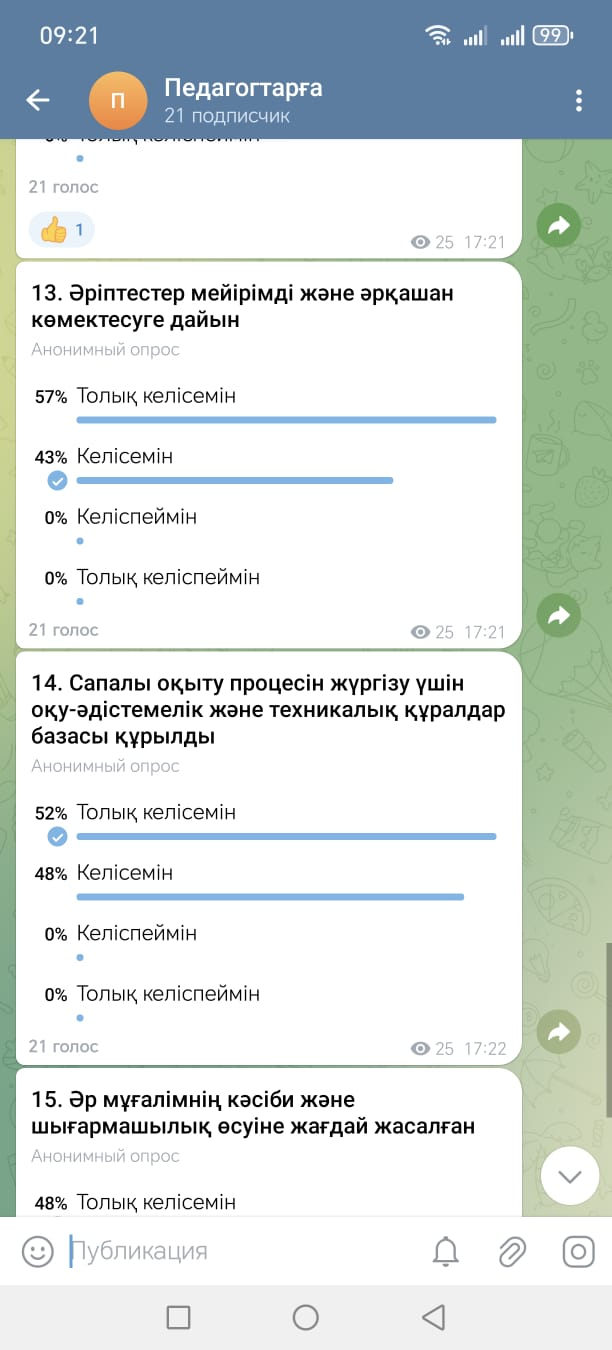 09:21
99
П
Педагогтарға
21 подписчик
21 голос
1
25 17:21
13. Әріптестер мейірімді және әрқашан
көмектесуге дайын
Анонимный опрос
57% Толық келісемін
43% Келісемін
0% Келіспеймін
0% Толық келіспеймін
21 голос
25 17:21
14. Сапалы оқыту процесін жүргізу үшін
оқу-әдістемелік және техникалық құралдар
базасы құрылды
Анонимный опрос
52% Толық келісемін
48% Келісемін
0% Келіспеймін
0% Толық келіспеймін
21 голос
25 17:22
15. Әр мұғалімнің кәсіби және
шығармашылық өсуіне жағдай жасалған
Анонимный опрос
48% Толық келісемін
Публикация